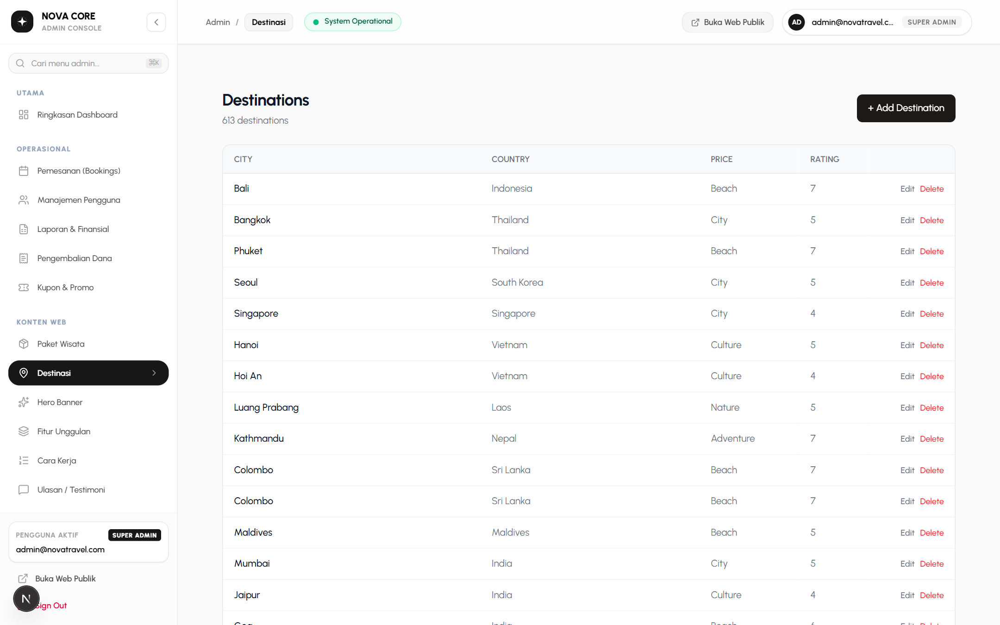 NOVA CORE
ADMIN CONSOLE
Cari menu admin...
⌘K
UTAMA
Ringkasan Dashboard
OPERASIONAL
Pemesanan (Bookings)
Manajemen Pengguna
Laporan & Finansial
Pengembalian Dana
Kupon & Promo
KONTEN WEB
Paket Wisata
Destinasi
Hero Banner
Fitur Unggulan
Cara Kerja
Ulasan / Testimoni
PENGGUNA AKTIF
SUPER ADMIN
admin@novatravel.com
Buka Web Publik
N
Sign Out
Admin / Destinasi
System Operational
Buka Web Publik
AD
admin@novatravel.c...
SUPER ADMIN
Destinations
613 destinations
+ Add Destination
CITY COUNTRY PRICE RATING
Bali Indonesia Beach 7 Edit Delete
Bangkok Thailand City 5 Edit Delete
Phuket Thailand Beach 7 Edit Delete
Seoul South Korea City 5 Edit Delete
Singapore Singapore City 4 Edit Delete
Hanoi Vietnam Culture 5 Edit Delete
Hoi An Vietnam Culture 4 Edit Delete
Luang Prabang Laos Nature 5 Edit Delete
Kathmandu Nepal Adventure 7 Edit Delete
Colombo Sri Lanka Beach 7 Edit Delete
Colombo Sri Lanka Beach 7 Edit Delete
Maldives Maldives Beach 5 Edit Delete
Mumbai India City 5 Edit Delete
Jaipur India Culture 4 Edit Delete